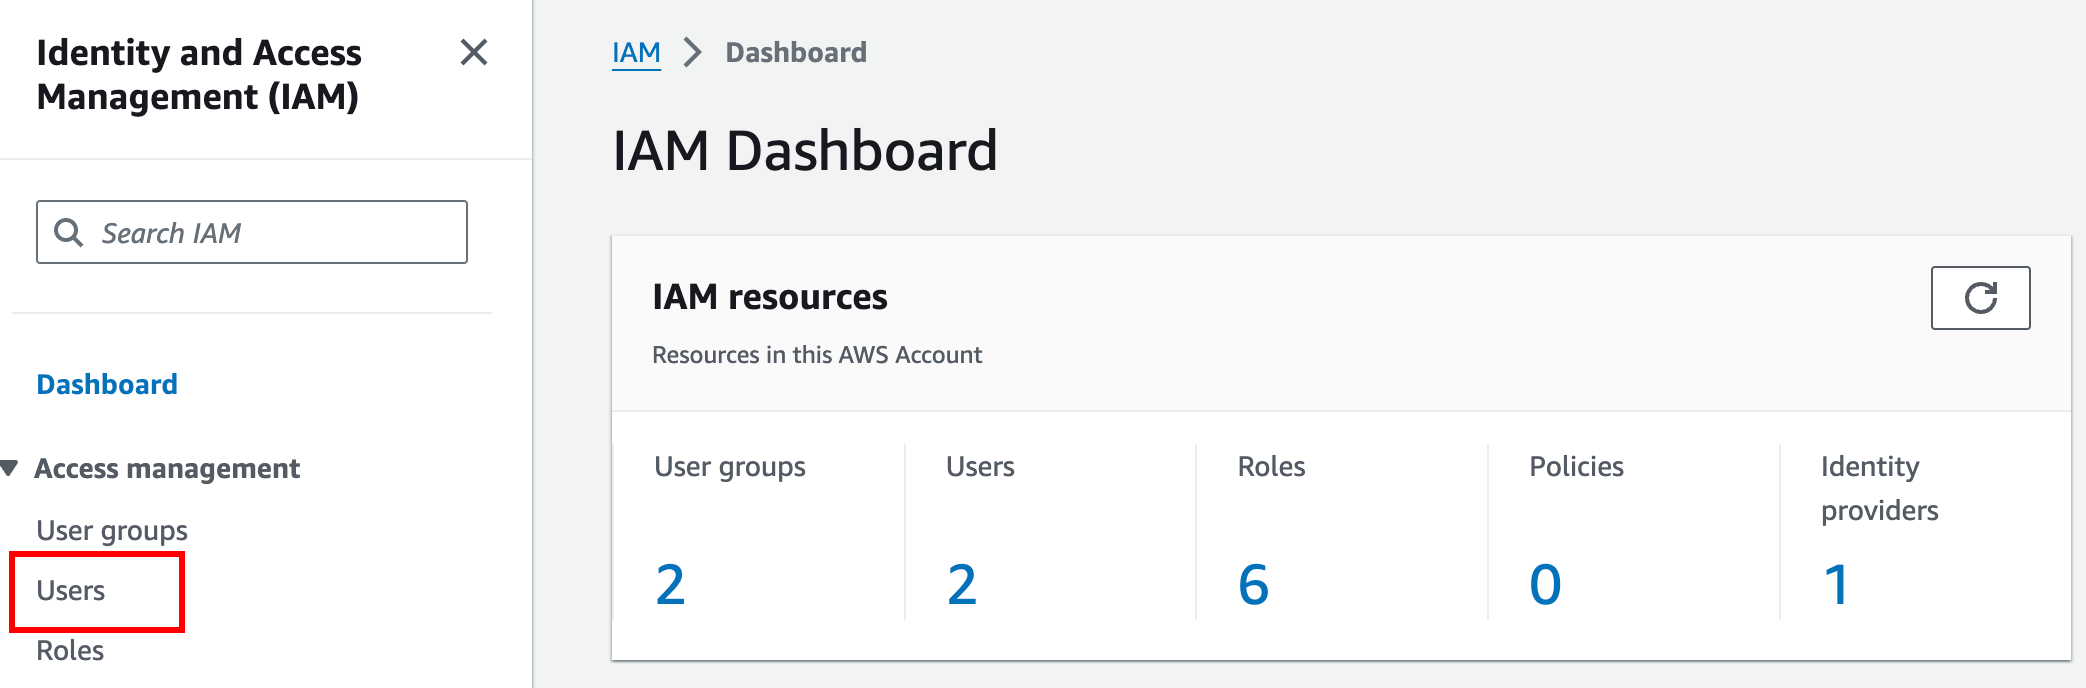 Identity and Access
Management (IAM)
Search IAM
Dashboard
Access management
User groups
Users
Roles
IAM Dashboard
IAM Dashboard
IAM resources
Resources in this AWS Account
User groups
2
Users
2
Roles
6
Policies
0
Identity
providers
1